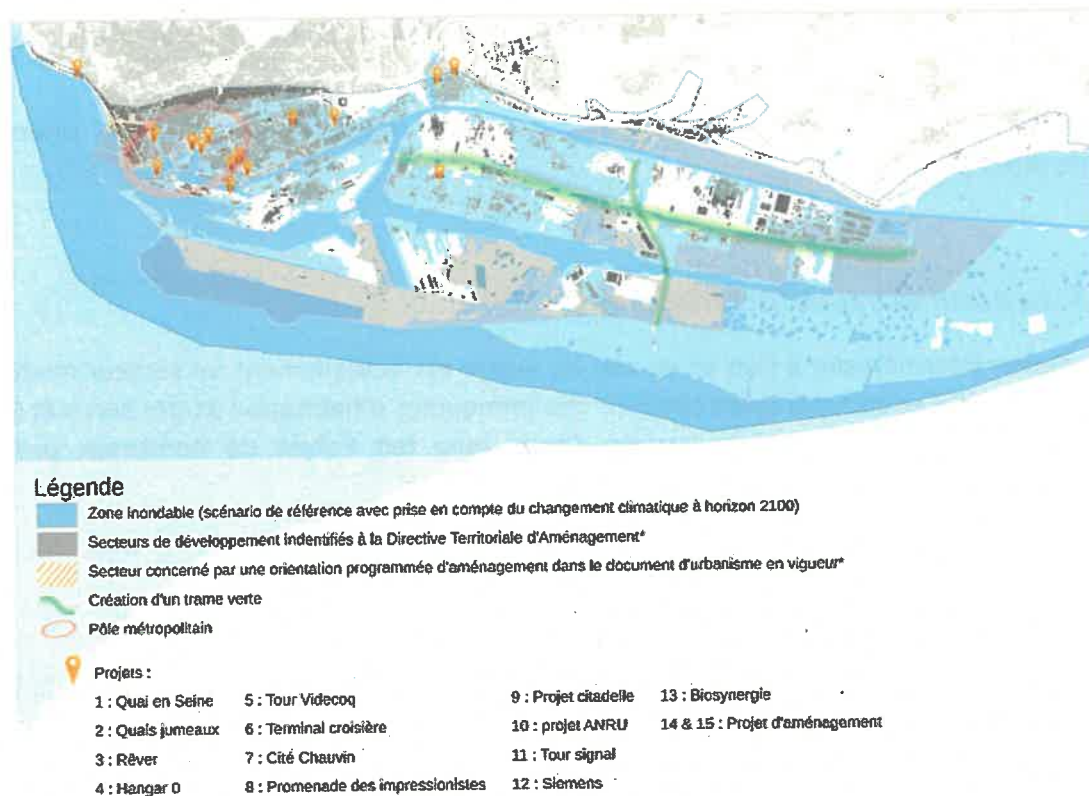 Légende
Zone inondable (scénario de référence avec prise en compte du changement climatique à horizon 2100)
Secteurs de développement indentifiés à la Directive Territoriale d'Aménagement*
Secteur concerné par une orientation programmée d'aménagement dans le document d'urbanisme en vigueur*
Création d'un trame verte
Pôle métropolitain
Projets :
1 : Quai en Seine
2 : Quais jumeaux
3 : Rêver
4 : Hangar 0
5 : Tour Videcoq
6 : Terminal croisière
7 : Cité Chauvin
8 : Promenade des impressionistes
9 : Projet citadelle
10 : projet ANRU
11 : Tour signal
12 : Siemens
13 : Biosynergie
14 & 15 : Projet d'aménagement